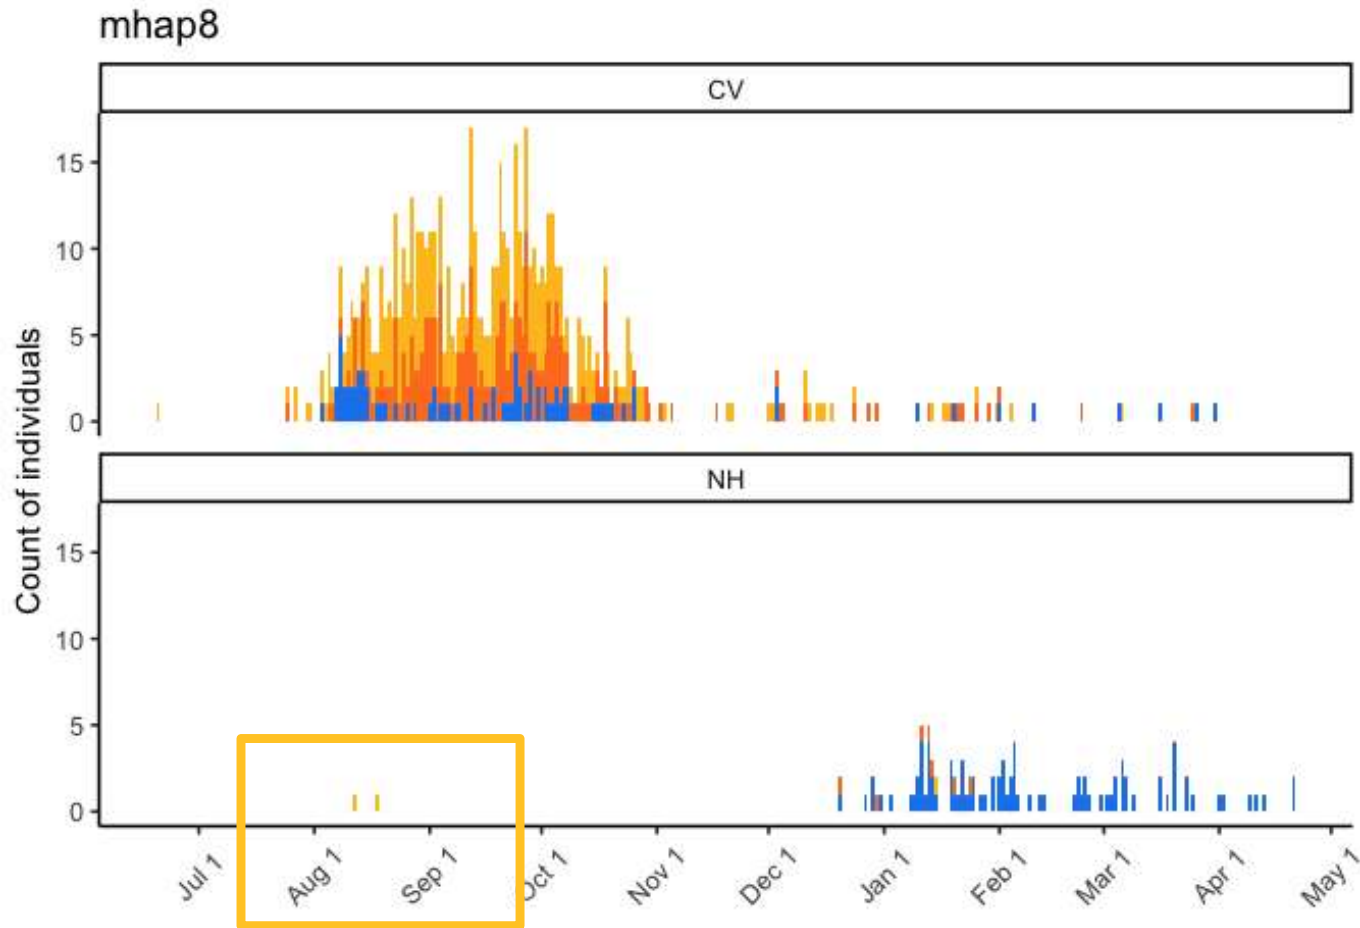 mhap8
CV
15
10
5
0
Count of individuals
NH
15
10
5
0
Jul 1
Aug 1
Sep 1
Oct 1
Nov 1
Dec 1
Jan 1
Feb 1
Mar 1
Apr 1
May 1